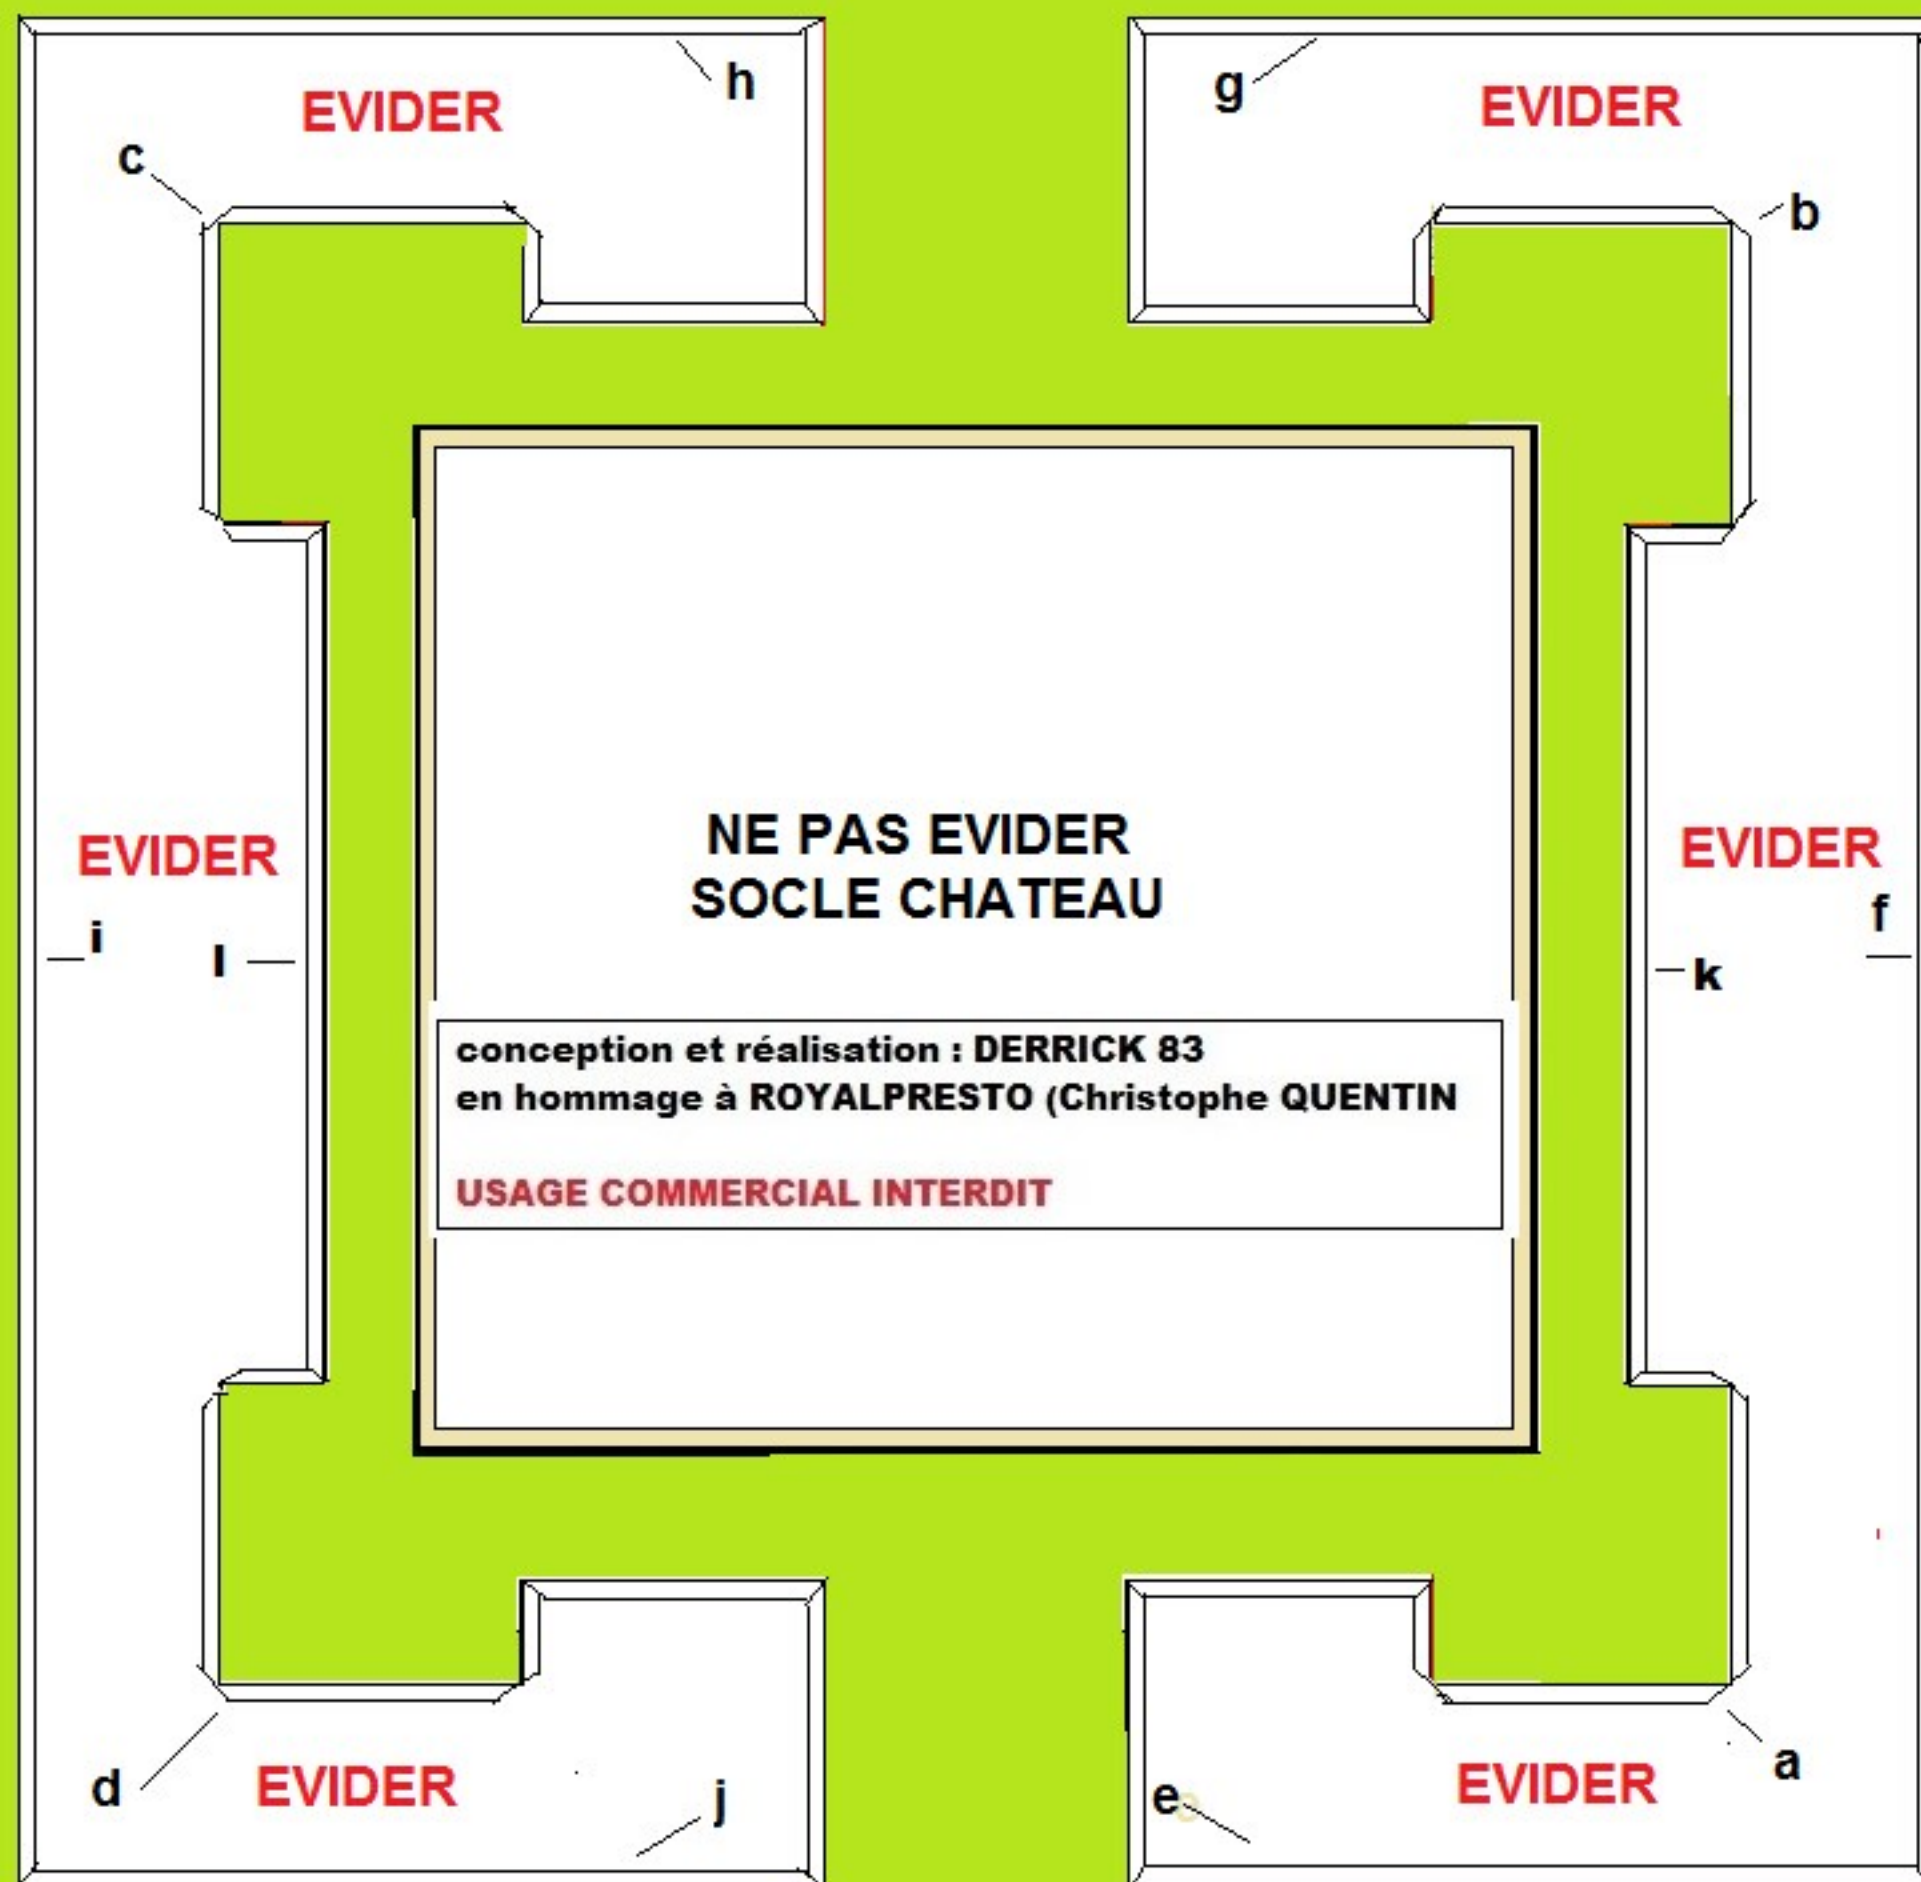 h
g
EVIDER
EVIDER
c
b
NE PAS EVIDER
SOCLE CHATEAU
EVIDER
EVIDER
i
l
k
f
conception et réalisation : DERRICK 83
en hommage à ROYALPRESTO (Christophe QUENTIN
USAGE COMMERCIAL INTERDIT
d
EVIDER
j
e
EVIDER
a